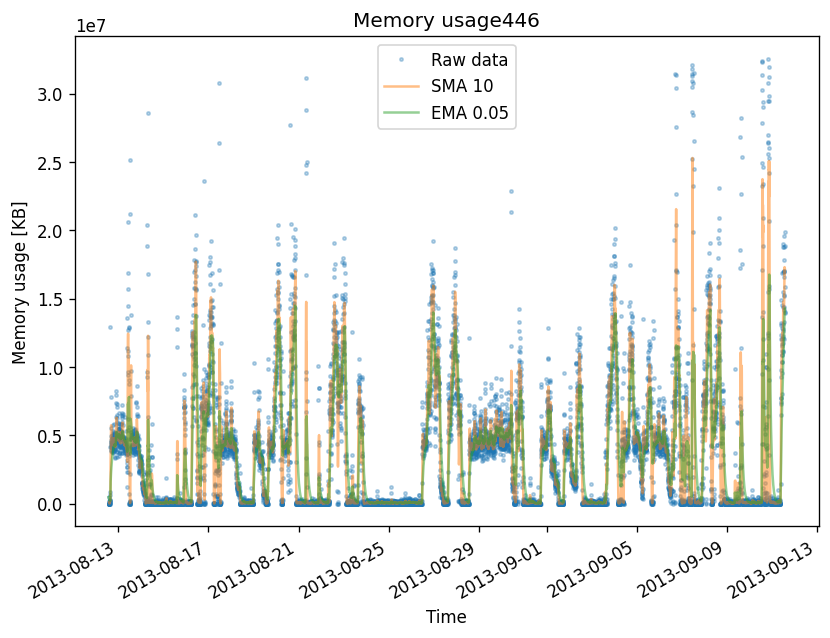 Memory usage446
1e7
Raw data
SMA 10
EMA 0.05
3.0
2.5
2.0
1.5
1.0
0.5
0.0
Memory usage [KB]
2013-08-13
2013-08-17
2013-08-21
2013-08-25
2013-08-29
2013-09-01
2013-09-05
2013-09-09
2013-09-13
Time